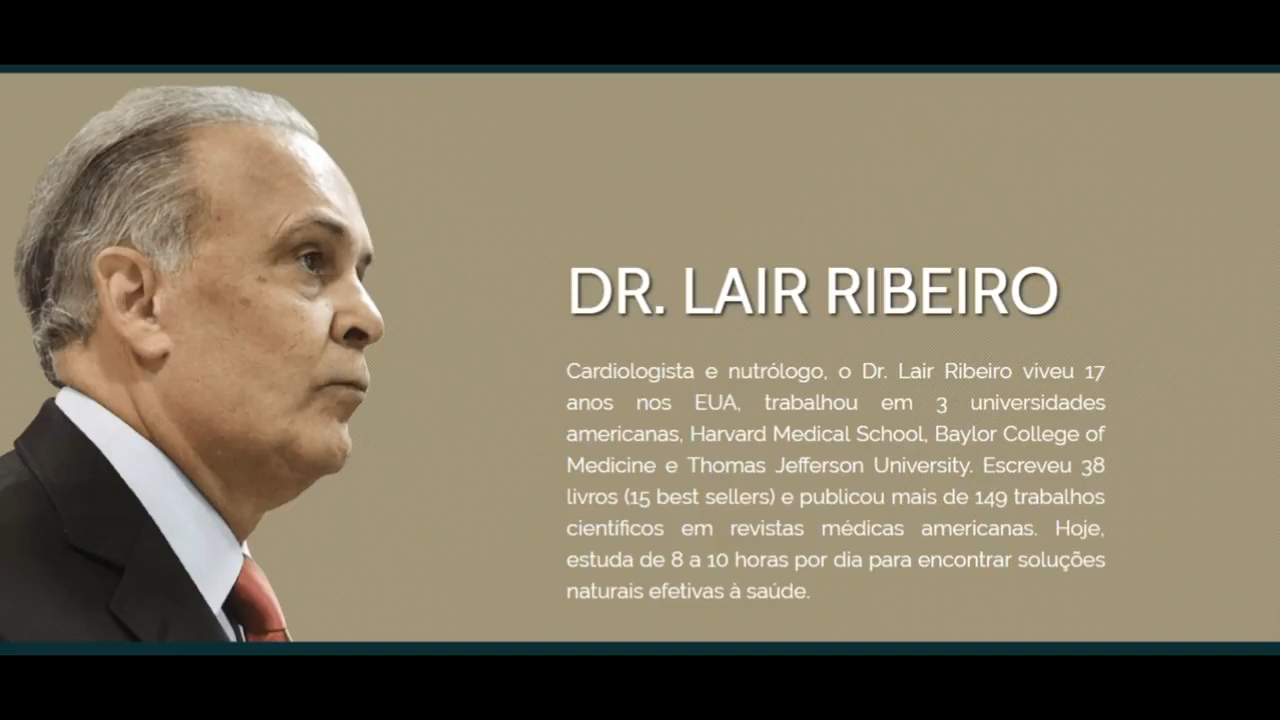 DR. LAIR RIBEIRO
Cardiologista e nutrólogo, o Dr. Lair Ribeiro viveu 17
anos nos EUA, trabalhou em 3 universidades
americanas, Harvard Medical School, Baylor College of
Medicine e Thomas Jefferson University. Escreveu 38
livros (15 best sellers) e publicou mais de 149 trabalhos
científicos em revistas médicas americanas. Hoje,
estuda de 8 a 10 horas por dia para encontrar soluções
naturais efetivas à saúde.